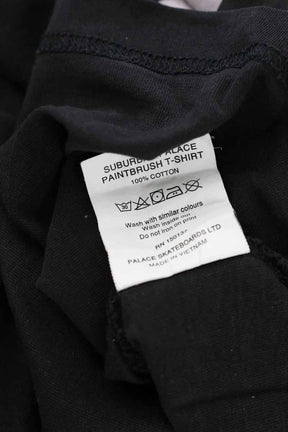 SUBURBAN PALACE
PAINTBRUSH T-SHIRT
100% COTTON
Wash with similar colours
Wash inside out
Do not iron on print
RN 150132
PALACE SKATEBOARDS LTD
MADE IN VIETNAM